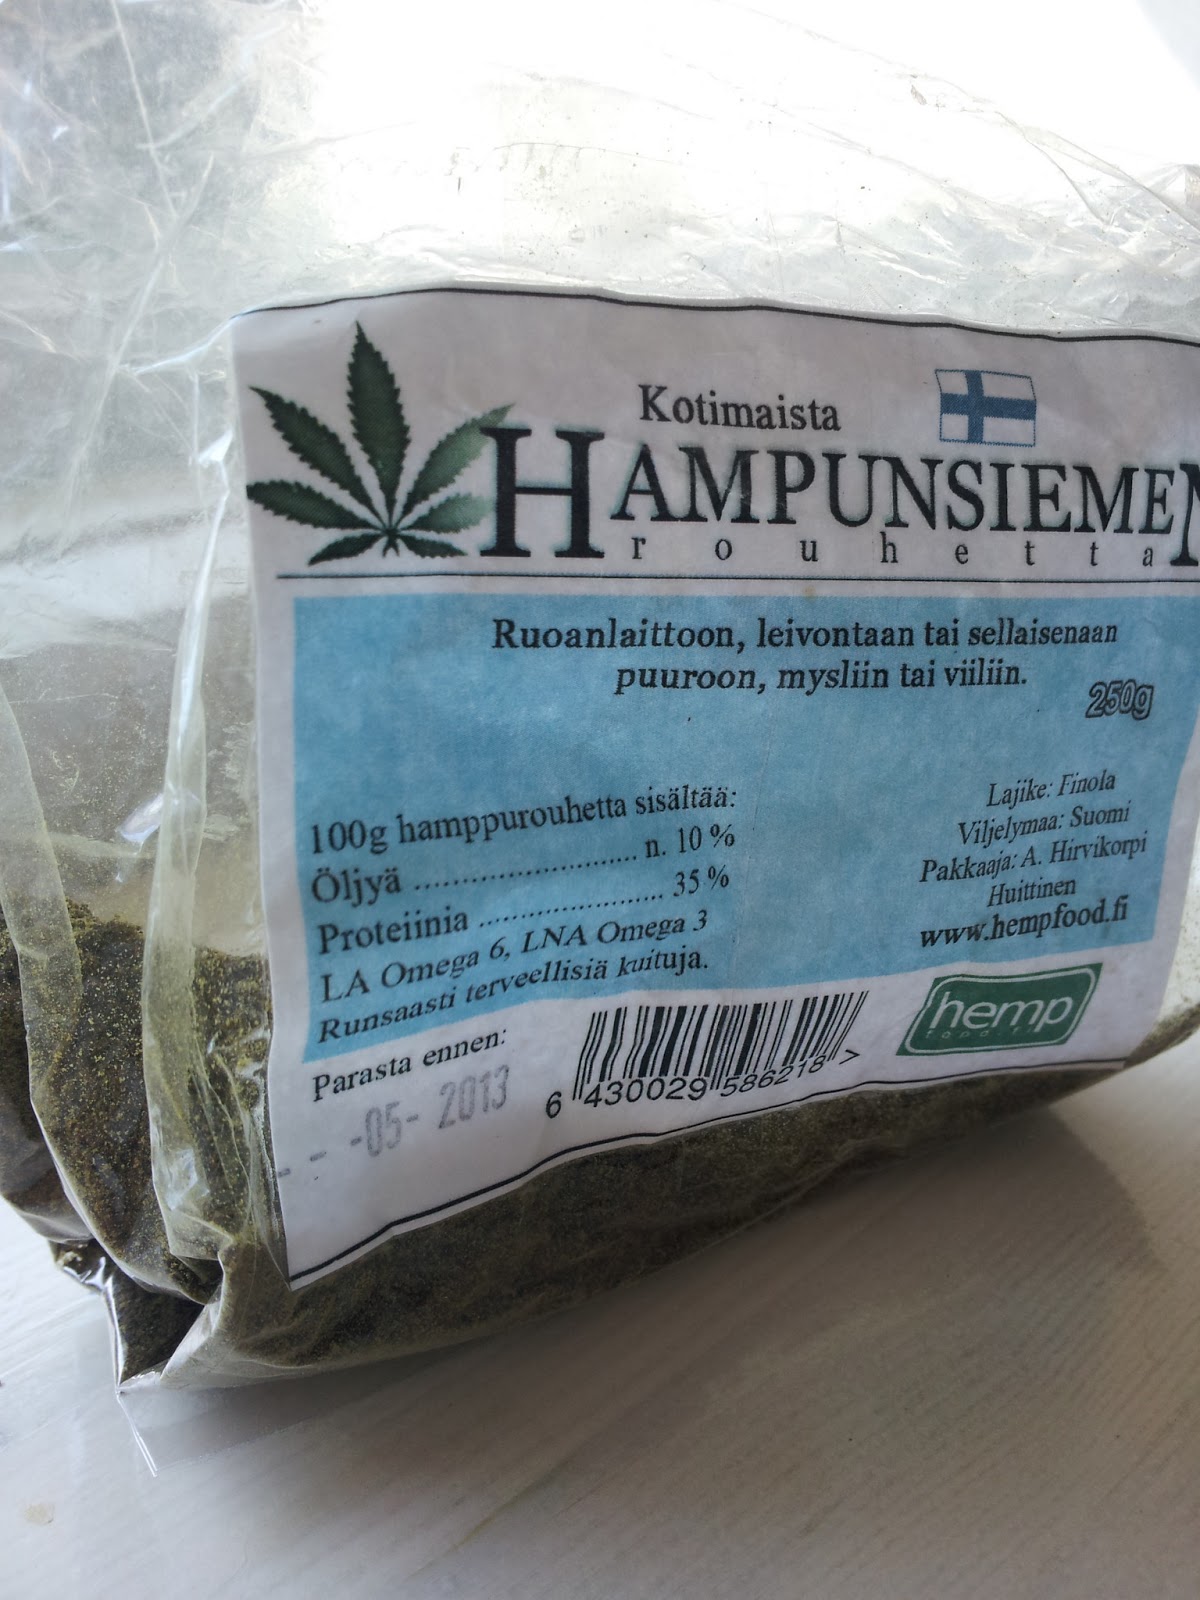 Kotimaista
HAMPUNSIEMEN
rouhetta
Ruoanlaittoon, leivontaan tai sellaisenaan
puuroon, mysliin tai viiliin.
250g
100g hamppurouhetta sisältää:
Öljyä ............................ n. 10 %
Proteiinia ....................... 35 %
LA Omega 6, LNA Omega 3
Runsaasti terveellisiä kuituja.
Lajike: Finola
Viljelymaa: Suomi
Pakkaaja: A. Hirvikorpi
Huittinen
www.hempfood.fi
Parasta ennen:
- - -05- 2013
6 430029 586218 >
hemp